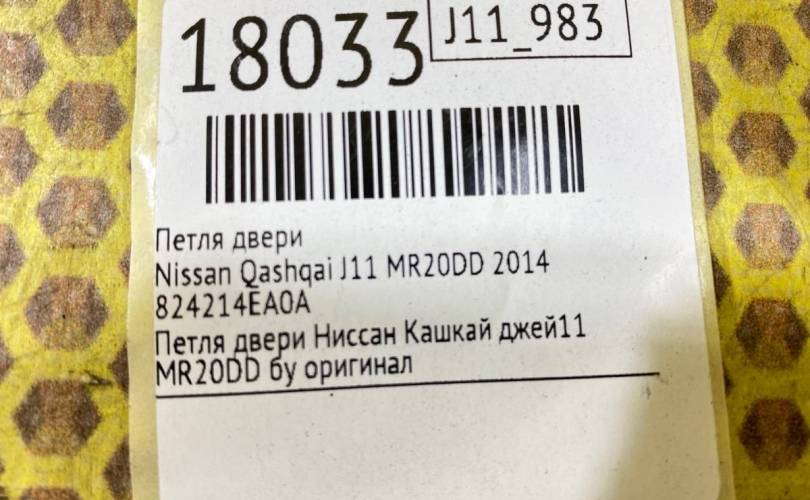 18033
J11_983
Петля двери
Nissan Qashqai J11 MR20DD 2014
824214EA0A
Петля двери Ниссан Кашкай джей11
MR20DD бу оригинал